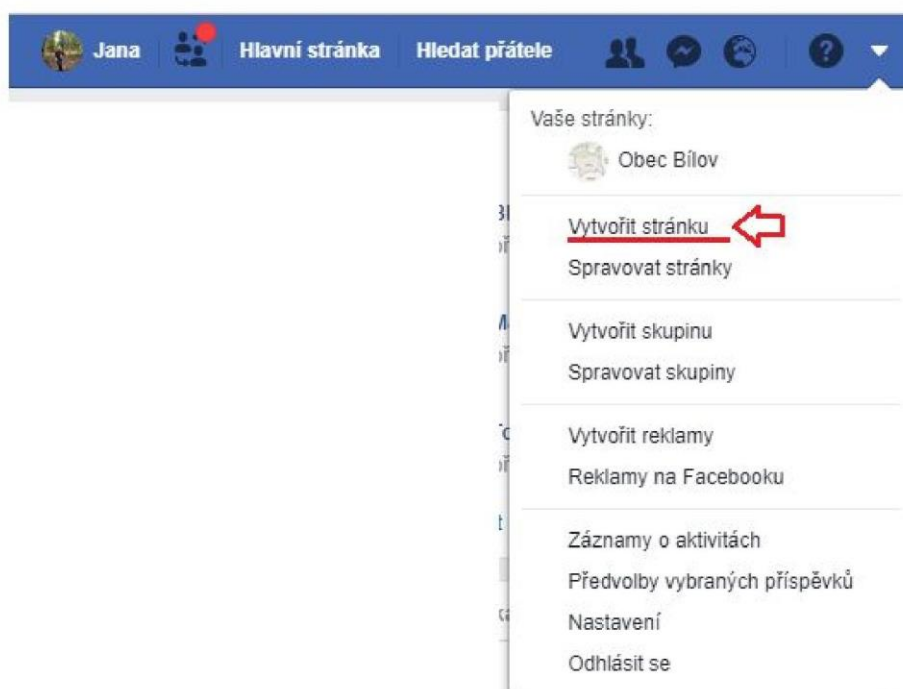 Jana Hlavní stránka Hledat přátele
Vaše stránky:
Obec Bílov
Vytvořit stránku
Spravovat stránky
Vytvořit skupinu
Spravovat skupiny
Vytvořit reklamy
Reklamy na Facebooku
Záznamy o aktivitách
Předvolby vybraných příspěvků
Nastavení
Odhlásit se